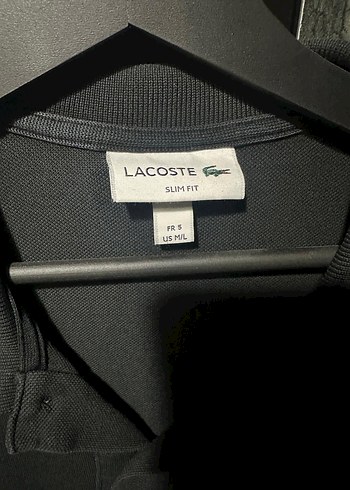 LACOSTE
SLIM FIT
FR 5
US M/L